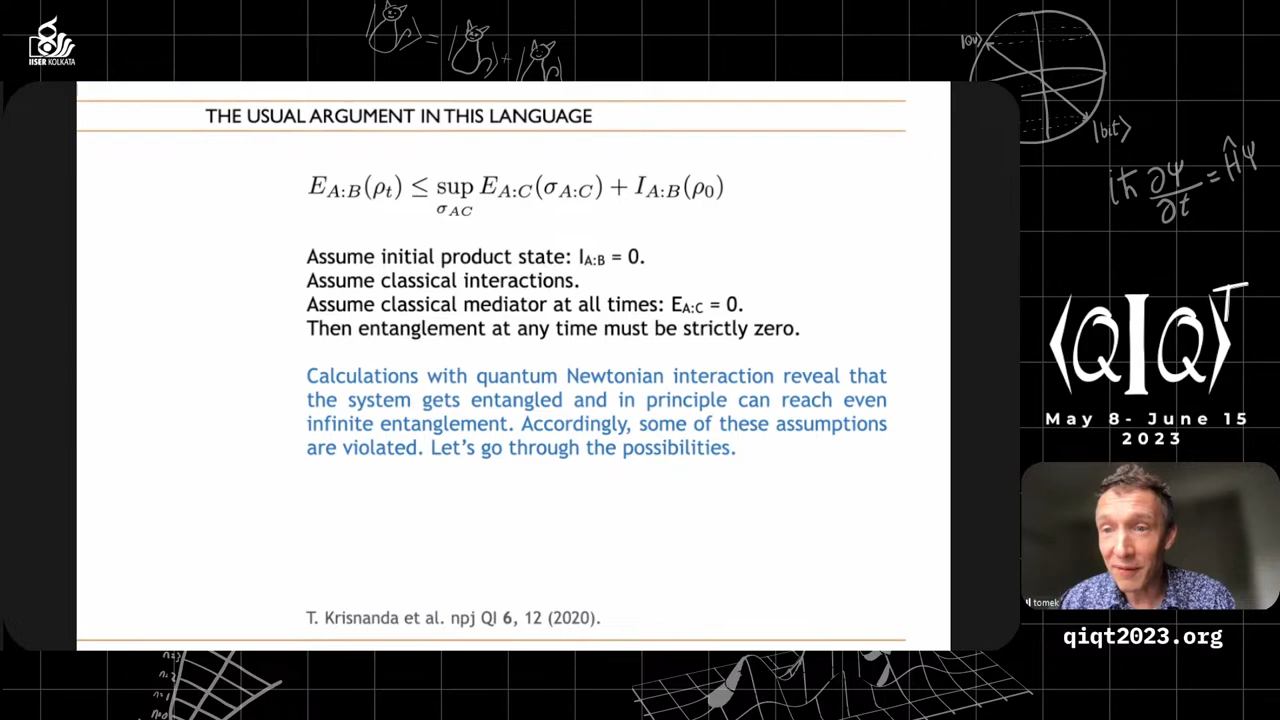 IISER KOLKATA
THE USUAL ARGUMENT IN THIS LANGUAGE
E_{A:B}(ρ_t) ≤ sup_{σ_{AC}} E_{A:C}(σ_{A:C}) + I_{A:B}(ρ_0)
Assume initial product state: I_{A:B} = 0.
Assume classical interactions.
Assume classical mediator at all times: E_{A:C} = 0.
Then entanglement at any time must be strictly zero.
Calculations with quantum Newtonian interaction reveal that
the system gets entangled and in principle can reach even
infinite entanglement. Accordingly, some of these assumptions
are violated. Let's go through the possibilities.
T. Krisnanda et al. npj QI 6, 12 (2020).
|bit⟩
iħ ∂ψ/∂t = Ĥψ
⟨QIQ⟩T
May 8- June 15
2023
tomek
qiqt2023.org
n=3
n=2
n=1
n=0